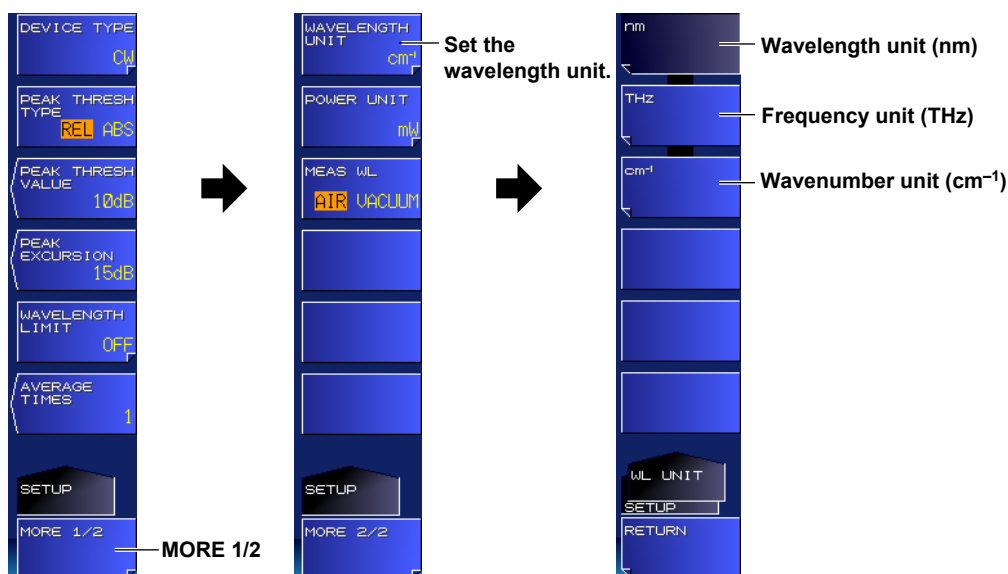 DEVICE TYPE
CW
PEAK THRESH
TYPE
REL ABS
PEAK THRESH
VALUE
10dB
PEAK
EXCURSION
15dB
WAVELENGTH
LIMIT
OFF
AVERAGE
TIMES
1
SETUP
MORE 1/2
MORE 1/2
WAVELENGTH
UNIT
cm⁻¹
Set the
wavelength unit.
POWER UNIT
mW
MEAS WL
AIR VACUUM
SETUP
MORE 2/2
nm
Wavelength unit (nm)
THz
Frequency unit (THz)
cm⁻¹
Wavenumber unit (cm⁻¹)
WL UNIT
SETUP
RETURN